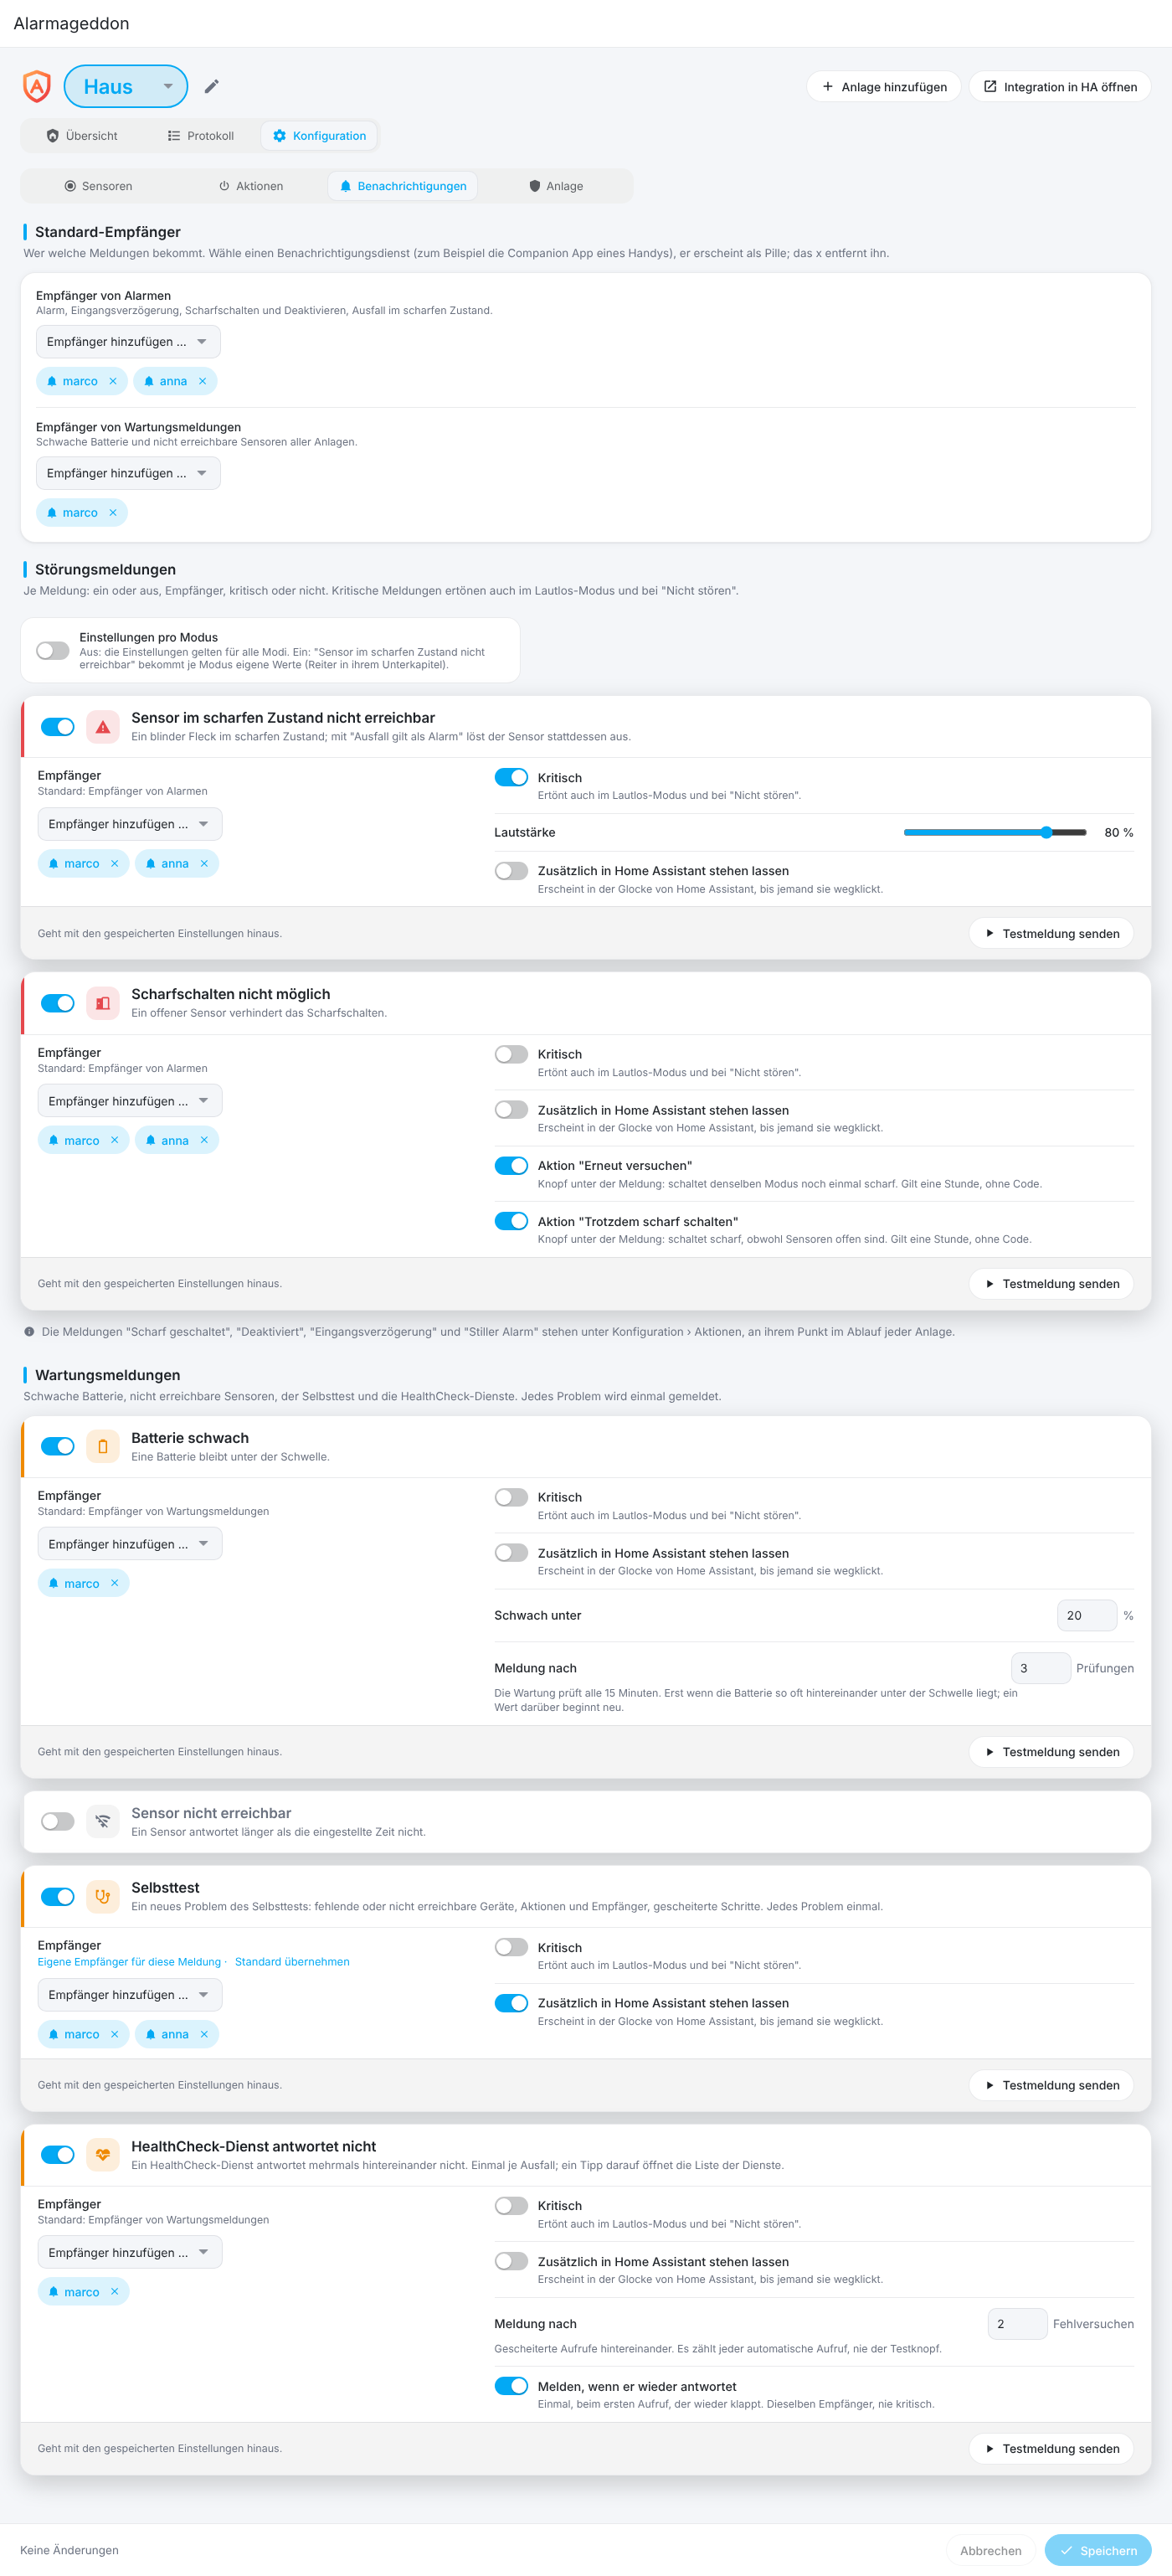 Alarmageddon
Haus
Anlage hinzufügen
Integration in HA öffnen
Übersicht
Protokoll
Konfiguration
Sensoren
Aktionen
Benachrichtigungen
Anlage
Standard-Empfänger
Wer welche Meldungen bekommt. Wähle einen Benachrichtigungsdienst (zum Beispiel die Companion App eines Handys), er erscheint als Pille; das x entfernt ihn.
Empfänger von Alarmen
Alarm, Eingangsverzögerung, Scharfschalten und Deaktivieren, Ausfall im scharfen Zustand.
Empfänger hinzufügen ...
marco
anna
Empfänger von Wartungsmeldungen
Schwache Batterie und nicht erreichbare Sensoren aller Anlagen.
Empfänger hinzufügen ...
marco
Störungsmeldungen
Je Meldung: ein oder aus, Empfänger, kritisch oder nicht. Kritische Meldungen ertönen auch im Lautlos-Modus und bei "Nicht stören".
Einstellungen pro Modus
Aus: die Einstellungen gelten für alle Modi. Ein: "Sensor im scharfen Zustand nicht
erreichbar" bekommt je Modus eigene Werte (Reiter in ihrem Unterkapitel).
Sensor im scharfen Zustand nicht erreichbar
Ein blinder Fleck im scharfen Zustand; mit "Ausfall gilt als Alarm" löst der Sensor stattdessen aus.
Empfänger
Standard: Empfänger von Alarmen
Empfänger hinzufügen ...
marco
anna
Kritisch
Ertönt auch im Lautlos-Modus und bei "Nicht stören".
Lautstärke
80 %
Zusätzlich in Home Assistant stehen lassen
Erscheint in der Glocke von Home Assistant, bis jemand sie wegklickt.
Geht mit den gespeicherten Einstellungen hinaus.
Testmeldung senden
Scharfschalten nicht möglich
Ein offener Sensor verhindert das Scharfschalten.
Empfänger
Standard: Empfänger von Alarmen
Empfänger hinzufügen ...
marco
anna
Kritisch
Ertönt auch im Lautlos-Modus und bei "Nicht stören".
Zusätzlich in Home Assistant stehen lassen
Erscheint in der Glocke von Home Assistant, bis jemand sie wegklickt.
Aktion "Erneut versuchen"
Knopf unter der Meldung: schaltet denselben Modus noch einmal scharf. Gilt eine Stunde, ohne Code.
Aktion "Trotzdem scharf schalten"
Knopf unter der Meldung: schaltet scharf, obwohl Sensoren offen sind. Gilt eine Stunde, ohne Code.
Geht mit den gespeicherten Einstellungen hinaus.
Testmeldung senden
Die Meldungen "Scharf geschaltet", "Deaktiviert", "Eingangsverzögerung" und "Stiller Alarm" stehen unter Konfiguration › Aktionen, an ihrem Punkt im Ablauf jeder Anlage.
Wartungsmeldungen
Schwache Batterie, nicht erreichbare Sensoren, der Selbsttest und die HealthCheck-Dienste. Jedes Problem wird einmal gemeldet.
Batterie schwach
Eine Batterie bleibt unter der Schwelle.
Empfänger
Standard: Empfänger von Wartungsmeldungen
Empfänger hinzufügen ...
marco
Kritisch
Ertönt auch im Lautlos-Modus und bei "Nicht stören".
Zusätzlich in Home Assistant stehen lassen
Erscheint in der Glocke von Home Assistant, bis jemand sie wegklickt.
Schwach unter
20
%
Meldung nach
3
Prüfungen
Die Wartung prüft alle 15 Minuten. Erst wenn die Batterie so oft hintereinander unter der Schwelle liegt; ein
Wert darüber beginnt neu.
Geht mit den gespeicherten Einstellungen hinaus.
Testmeldung senden
Sensor nicht erreichbar
Ein Sensor antwortet länger als die eingestellte Zeit nicht.
Selbsttest
Ein neues Problem des Selbsttests: fehlende oder nicht erreichbare Geräte, Aktionen und Empfänger, gescheiterte Schritte. Jedes Problem einmal.
Empfänger
Eigene Empfänger für diese Meldung · Standard übernehmen
Empfänger hinzufügen ...
marco
anna
Kritisch
Ertönt auch im Lautlos-Modus und bei "Nicht stören".
Zusätzlich in Home Assistant stehen lassen
Erscheint in der Glocke von Home Assistant, bis jemand sie wegklickt.
Geht mit den gespeicherten Einstellungen hinaus.
Testmeldung senden
HealthCheck-Dienst antwortet nicht
Ein HealthCheck-Dienst antwortet mehrmals hintereinander nicht. Einmal je Ausfall; ein Tipp darauf öffnet die Liste der Dienste.
Empfänger
Standard: Empfänger von Wartungsmeldungen
Empfänger hinzufügen ...
marco
Kritisch
Ertönt auch im Lautlos-Modus und bei "Nicht stören".
Zusätzlich in Home Assistant stehen lassen
Erscheint in der Glocke von Home Assistant, bis jemand sie wegklickt.
Meldung nach
2
Fehlversuchen
Gescheiterte Aufrufe hintereinander. Es zählt jeder automatische Aufruf, nie der Testknopf.
Melden, wenn er wieder antwortet
Einmal, beim ersten Aufruf, der wieder klappt. Dieselben Empfänger, nie kritisch.
Geht mit den gespeicherten Einstellungen hinaus.
Testmeldung senden
Keine Änderungen
Abbrechen
Speichern